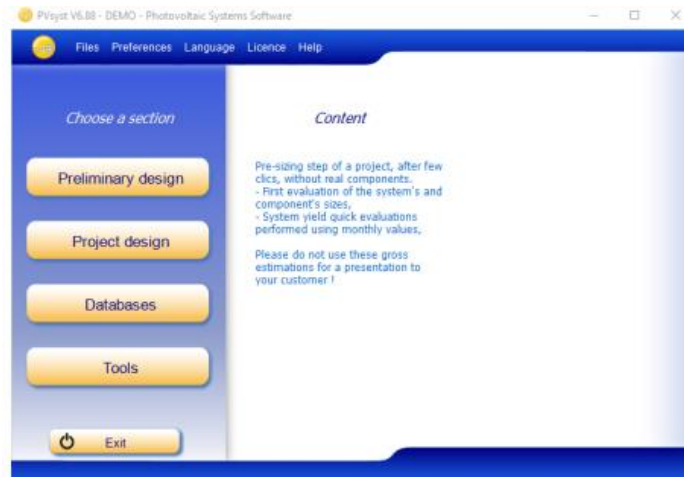 PVsyst V6.88 - DEMO - Photovoltaic Systems Software
Files Preferences Language Licence Help
Choose a section
Preliminary design
Project design
Databases
Tools
Exit
Content
Pre-sizing step of a project, after few
clics, without real components.
- First evaluation of the system's and
component's sizes,
- System yield quick evaluations
performed using monthly values,
Please do not use these gross
estimations for a presentation to
your customer !